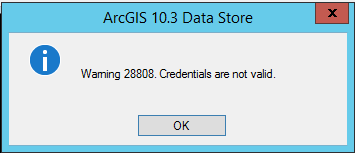 ArcGIS 10.3 Data Store
x
Warning 28808. Credentials are not valid.
OK